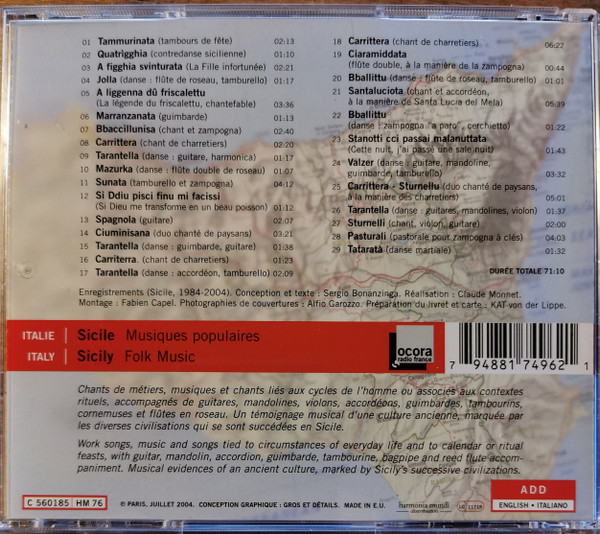 01 Tammurinata (tambours de fête) 02:13
02 Quatrigghia (contredanse sicilienne) 01:10
03 A figghia svinturata (La Fille infortunée) 02:21
04 Jolla (danse : flûte de roseau, tamburello) 01:17
05 A liggenna dû friscalettu
(La légende du friscalettu, chantefable) 03:36
06 Marranzanata (guimbarde) 01:13
07 Bbaccillunisa (chant et zampogna) 02:40
08 Carrittera (chant de charretiers) 02:20
09 Tarantella (danse : guitare, harmonica) 01:17
10 Mazurka (danse : flûte double de roseau) 01:07
11 Sunata (tamburello et zampogna) 04:12
12 Si Ddiu pisci finu mi facissi
(Si Dieu me transforme en un beau poisson) 01:12
13 Spagnola (guitare) 02:07
14 Ciuminisana (duo chanté de paysans) 03:21
15 Tarantella (danse : guimbarde, guitare) 01:38
16 Carriterra. (chant de charretiers) 01:23
17 Tarantella (danse : accordéon, tamburello) 02:09
18 Carrittera (chant de charretiers) 06:22
19 Ciaramiddata
(flûte double, à la manière de la zampogna) 00:44
20 Bballittu (danse : flûte de roseau, tamburello) 01:01
21 Santaluciota (chant et accordéon,
à la manière de Santa Lucia del Mela) 05:39
22 Bballittu
(danse : zampogna "a paro", cerchietto) 01:22
23 Stanotti cci passai malanuttata
(Cette nuit, j'ai passé une sale nuit) 01:43
24 Valzer (danse : guitare, mandoline,
guimbarde, tamburello) 03:32
25 Carrittera - Sturnellu (duo chanté de paysans,
à la manière des charretiers) 05:01
26 Tarantella (danse : guitares, mandolines, violon) 01:37
27 Sturnelli (chant, violon, guitare) 02:00
28 Pasturali (pastorale pour zampogna à clés) 04:03
29 Tataratà (danse martiale) 01:32
DURÉE TOTALE 71:10
Enregistrements (Sicile, 1984-2004). Conception et texte : Sergio Bonanzinga. Réalisation : Claude Monnet.
Montage : Fabien Capel. Photographies de couvertures : Alfio Garozzo. Préparation du livret et carte : KAT von der Lippe.
ITALIE | Sicile Musiques populaires
ITALY | Sicily Folk Music
ocora
radio france
7 94881 74962 1
Chants de métiers, musiques et chants liés aux cycles de l'homme ou associés aux contextes
rituels, accompagnés de guitares, mandolines, violons, accordéons, guimbardes, tambourins,
cornemuses et flûtes en roseau. Un témoignage musical d'une culture ancienne, marquée par
les diverses civilisations qui se sont succédées en Sicile.
Work songs, music and songs tied to circumstances of everyday life and to calendar or ritual
feasts, with guitar, mandolin, accordion, guimbarde, tambourine, bagpipe and reed flute accom-
paniment. Musical evidences of an ancient culture, marked by Sicily's successive civilizations.
C 560185 HM 76
© PARIS, JUILLET 2004. CONCEPTION GRAPHIQUE : GROS ET DÉTAILS. MADE IN E.U.
harmonia mundi
distribution
ADD
ENGLISH • ITALIANO